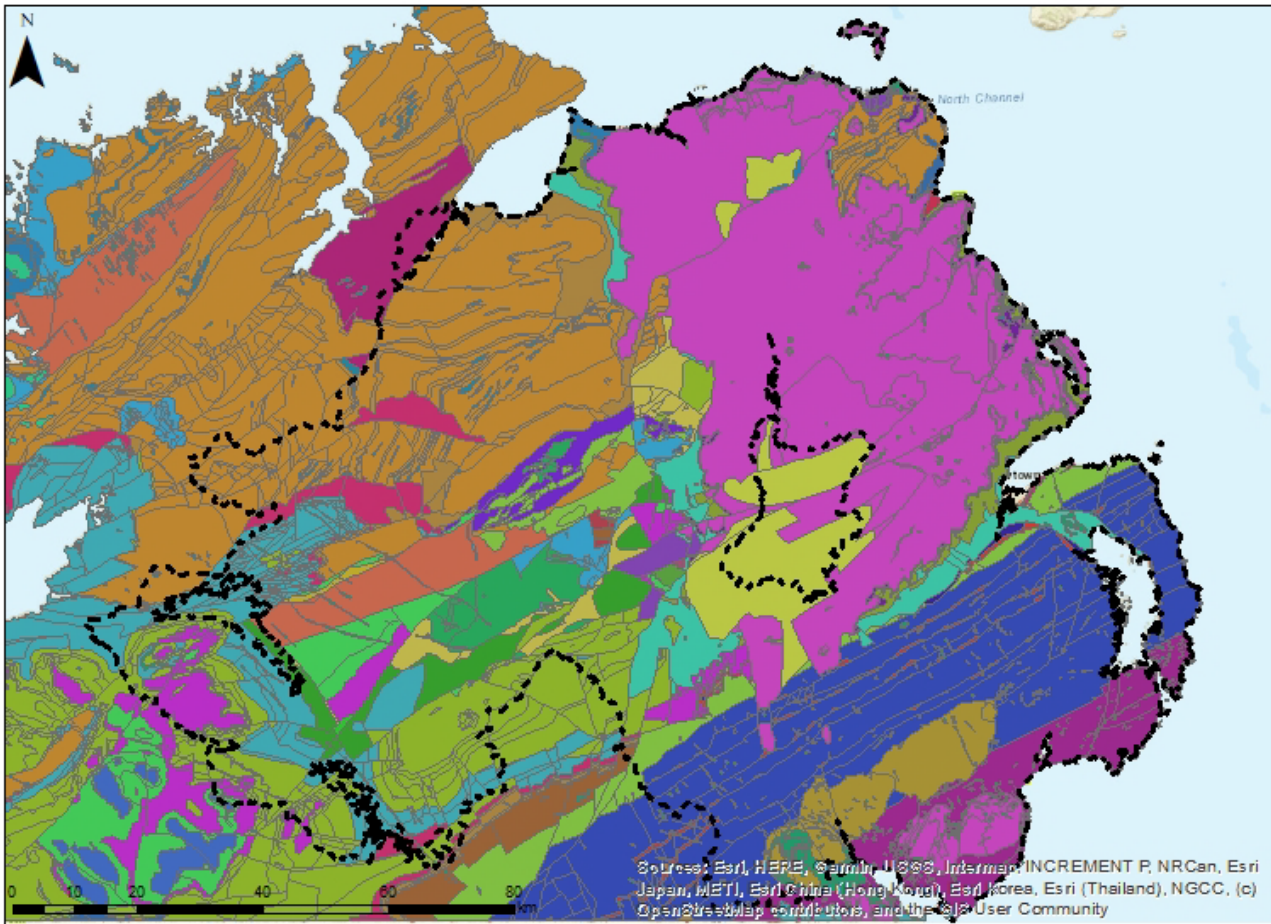 N
North Channel
rtown
0 20 40 60 80
km
Sources: Esri, HERE, Garmin, USGS, Intermap, INCREMENT P, NRCan, Esri
Japan, METI, Esri China (Hong Kong), Esri Korea, Esri (Thailand), NGCC, (c)
OpenStreetMap contributors, and the GIS User Community